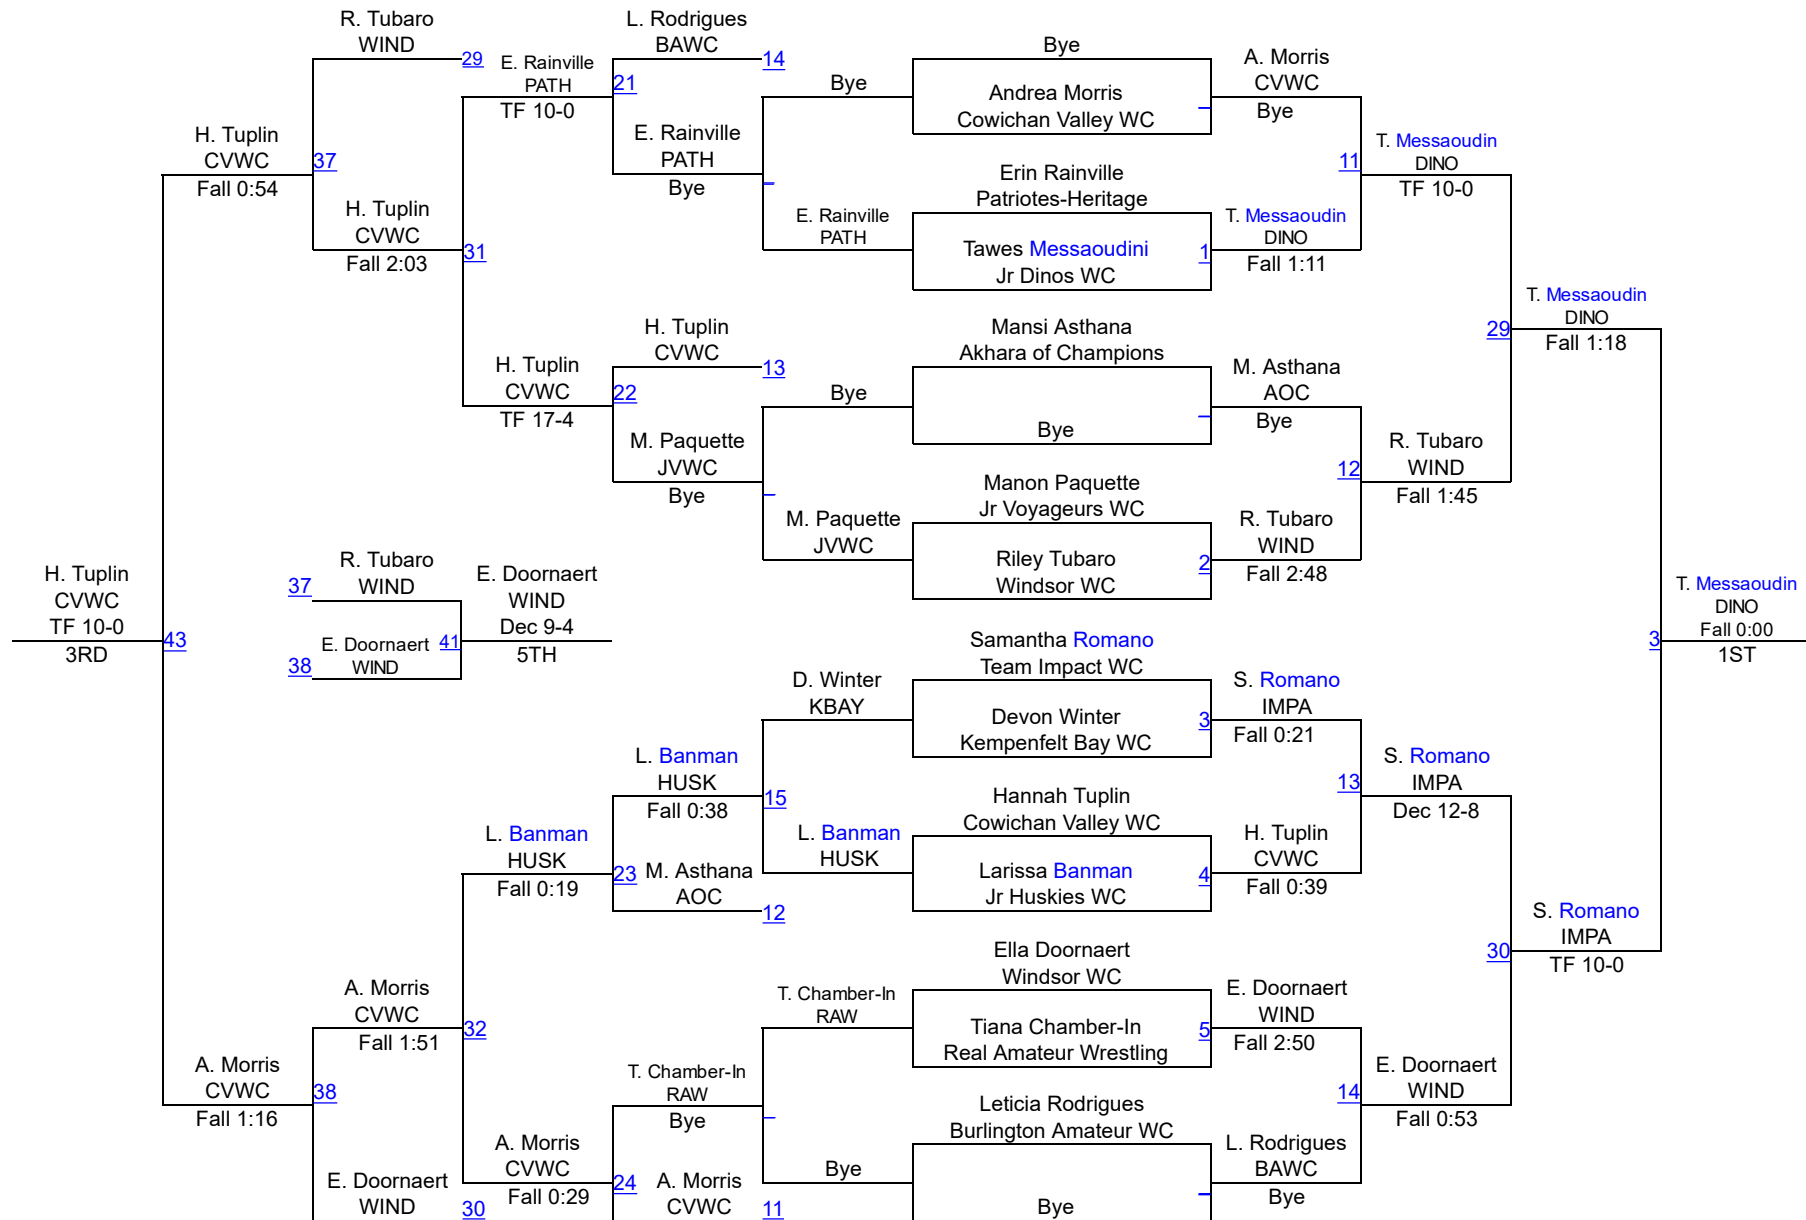 R. Tubaro
WIND
29
L. Rodrigues
BAWC
14
E. Rainville
PATH
TF 10-0
21
E. Rainville
PATH
Bye
Bye
Bye
Andrea Morris
Cowichan Valley WC
A. Morris
CVWC
Bye
H. Tuplin
CVWC
Fall 0:54
37
H. Tuplin
CVWC
Fall 2:03
31
E. Rainville
PATH
Erin Rainville
Patriotes-Heritage
Tawes Messaoudini
Jr Dinos WC
1
T. Messaoudin
DINO
Fall 1:11
11
T. Messaoudin
DINO
TF 10-0
H. Tuplin
CVWC
TF 17-4
22
H. Tuplin
CVWC
13
M. Paquette
JVWC
Bye
Bye
Mansi Asthana
Akhara of Champions
Bye
M. Asthana
AOC
Bye
29
T. Messaoudin
DINO
Fall 1:18
M. Paquette
JVWC
Manon Paquette
Jr Voyageurs WC
Riley Tubaro
Windsor WC
2
R. Tubaro
WIND
Fall 2:48
12
R. Tubaro
WIND
Fall 1:45
H. Tuplin
CVWC
TF 10-0
3RD
43
37
R. Tubaro
WIND
38
E. Doornaert
WIND
41
E. Doornaert
WIND
Dec 9-4
5TH
T. Messaoudin
DINO
Fall 0:00
1ST
3
D. Winter
KBAY
Samantha Romano
Team Impact WC
Devon Winter
Kempenfelt Bay WC
3
S. Romano
IMPA
Fall 0:21
L. Banman
HUSK
Fall 0:38
15
L. Banman
HUSK
Hannah Tuplin
Cowichan Valley WC
Larissa Banman
Jr Huskies WC
4
H. Tuplin
CVWC
Fall 0:39
13
S. Romano
IMPA
Dec 12-8
L. Banman
HUSK
Fall 0:19
23
M. Asthana
AOC
12
30
S. Romano
IMPA
TF 10-0
A. Morris
CVWC
Fall 1:51
32
T. Chamber-In
RAW
Ella Doornaert
Windsor WC
Tiana Chamber-In
Real Amateur Wrestling
5
E. Doornaert
WIND
Fall 2:50
14
E. Doornaert
WIND
Fall 0:53
A. Morris
CVWC
Fall 1:16
38
T. Chamber-In
RAW
Bye
Bye
Leticia Rodrigues
Burlington Amateur WC
Bye
L. Rodrigues
BAWC
Bye
E. Doornaert
WIND
30
A. Morris
CVWC
Fall 0:29
24
A. Morris
CVWC
11